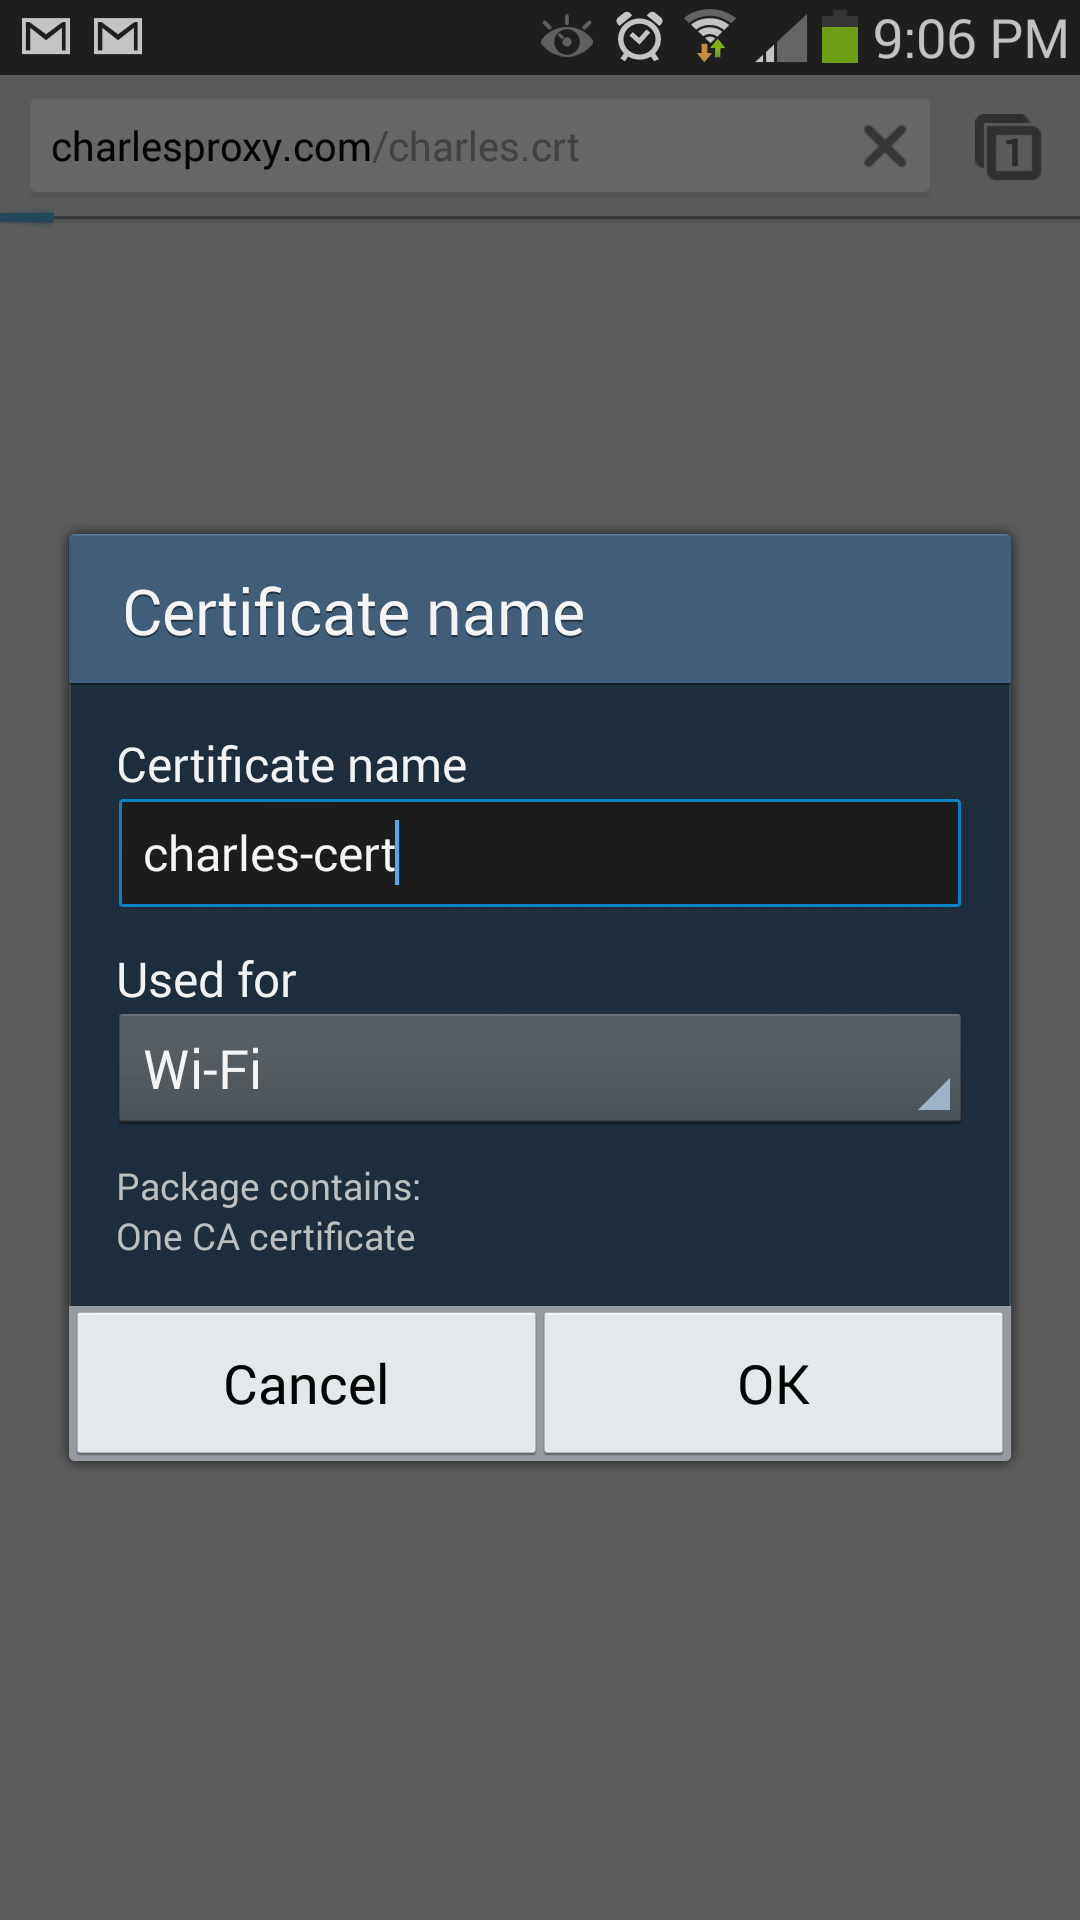 9:06 PM
charlesproxy.com/charles.crt
1
Certificate name
Certificate name
charles-cert
Used for
Wi-Fi
Package contains:
One CA certificate
Cancel
OK